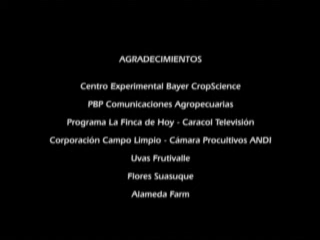 AGRADECIMIENTOS
Centro Experimental Bayer CropScience
PBP Comunicaciones Agropecuarias
Programa La Finca de Hoy - Caracol Televisión
Corporación Campo Limpio - Cámara Procultivos ANDI
Uvas Frutivalle
Flores Suasuque
Alameda Farm